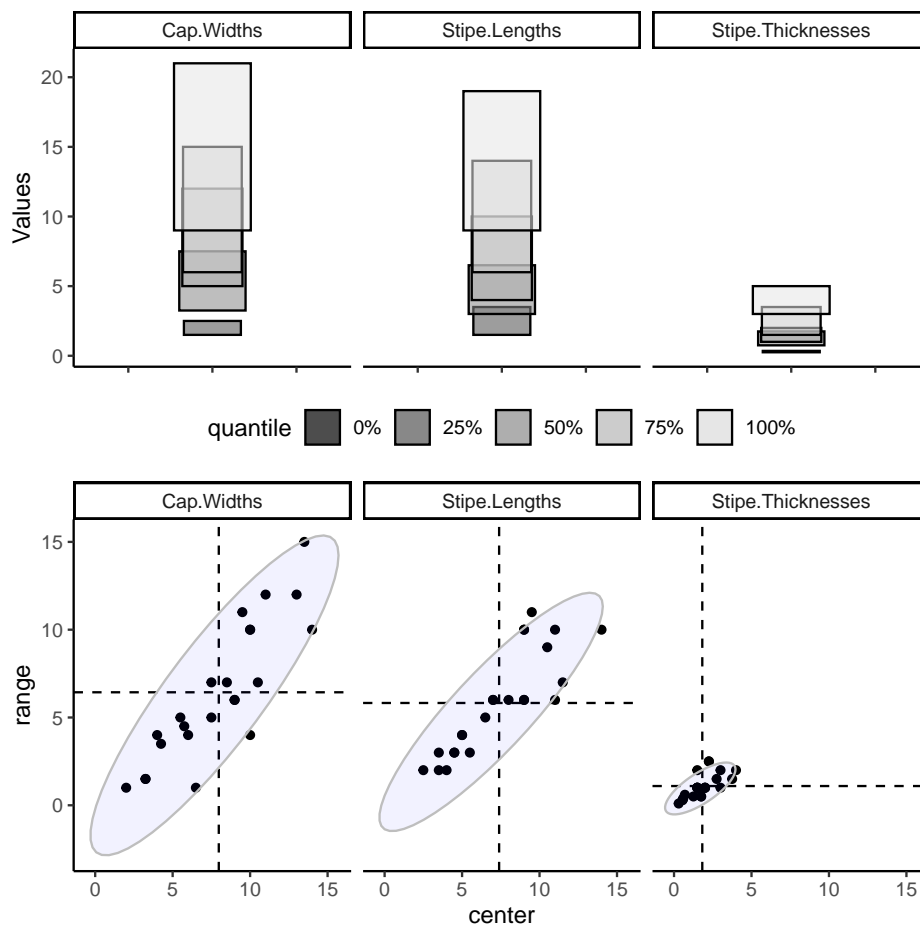 Cap.Widths Stipe.Lengths Stipe.Thicknesses
20
15
10
5
0
Values
quantile 0% 25% 50% 75% 100%
Cap.Widths Stipe.Lengths Stipe.Thicknesses
15
10
5
0
range
0 5 10 15 0 5 10 15 0 5 10 15
center